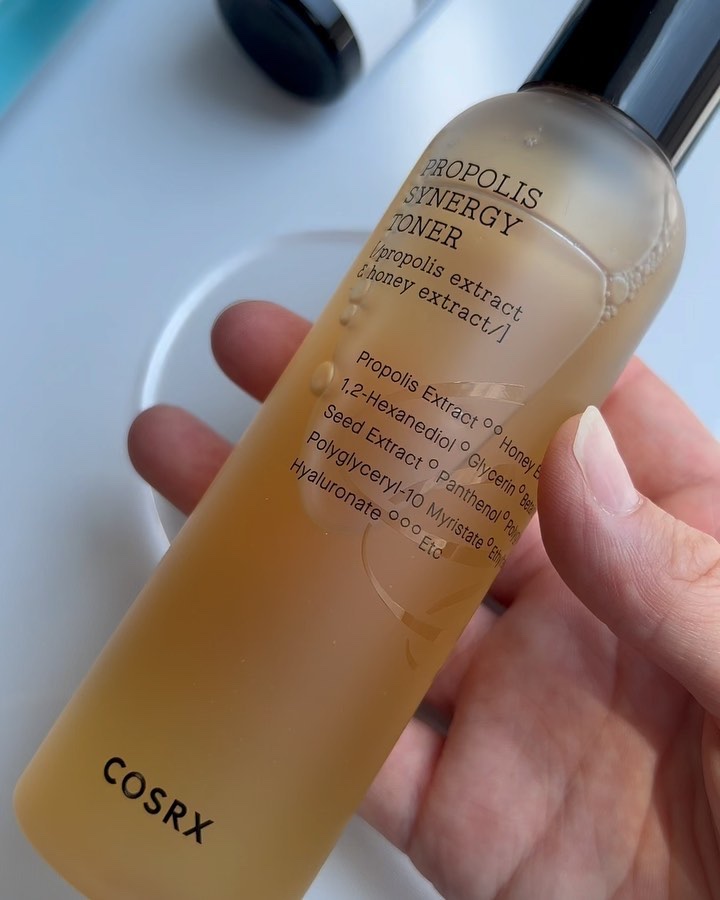 PROPOLIS
SYNERGY
TONER
[/propolis extract
& honey extract/]
Propolis Extract °° Honey
1,2-Hexanediol ° Glycerin °
Seed Extract ° Panthenol °
Polyglyceryl-10 Myristate °
Hyaluronate °°° Etc
COSRX